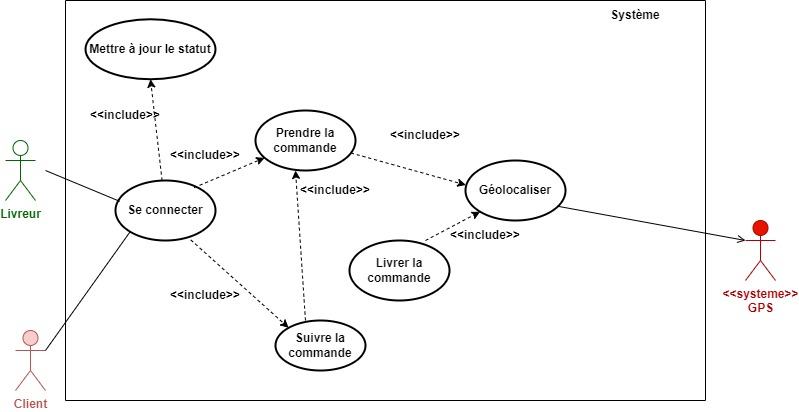 Système
Mettre à jour le statut
<<include>>
Prendre la
commande
<<include>>
<<include>>
<<include>>
Livreur
Se connecter
Géolocaliser
<<include>>
Livrer la
commande
<<include>>
<<systeme>>
GPS
Suivre la
commande
Client